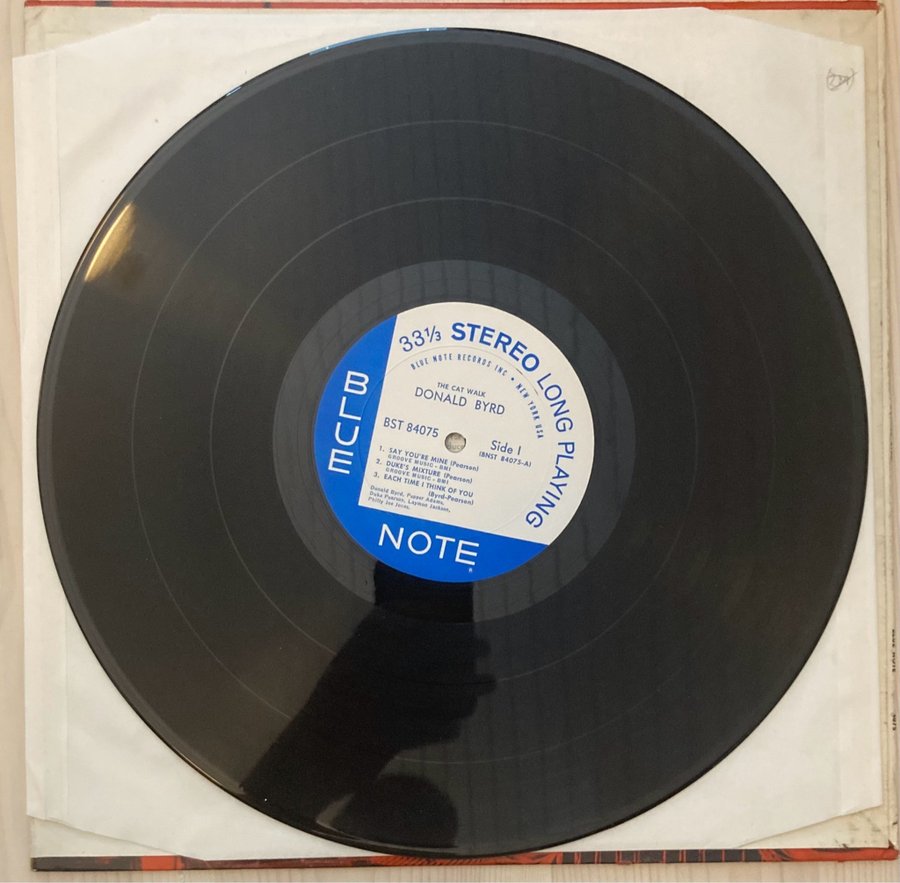 33⅓ STEREO LONG PLAYING
BLUE NOTE RECORDS INC • NEW YORK USA
THE CAT WALK
DONALD BYRD
BST 84075
Side 1
(BNST 84075-A)
1. SAY YOU'RE MINE (Pearson)
GROOVE MUSIC - BMI
2. DUKE'S MIXTURE (Pearson)
GROOVE MUSIC - BMI
3. EACH TIME I THINK OF YOU
(Byrd-Pearson)
Donald Byrd, Pepper Adams,
Duke Pearson, Laymon Jackson,
Philly Joe Jones.
BLUE
NOTE
R